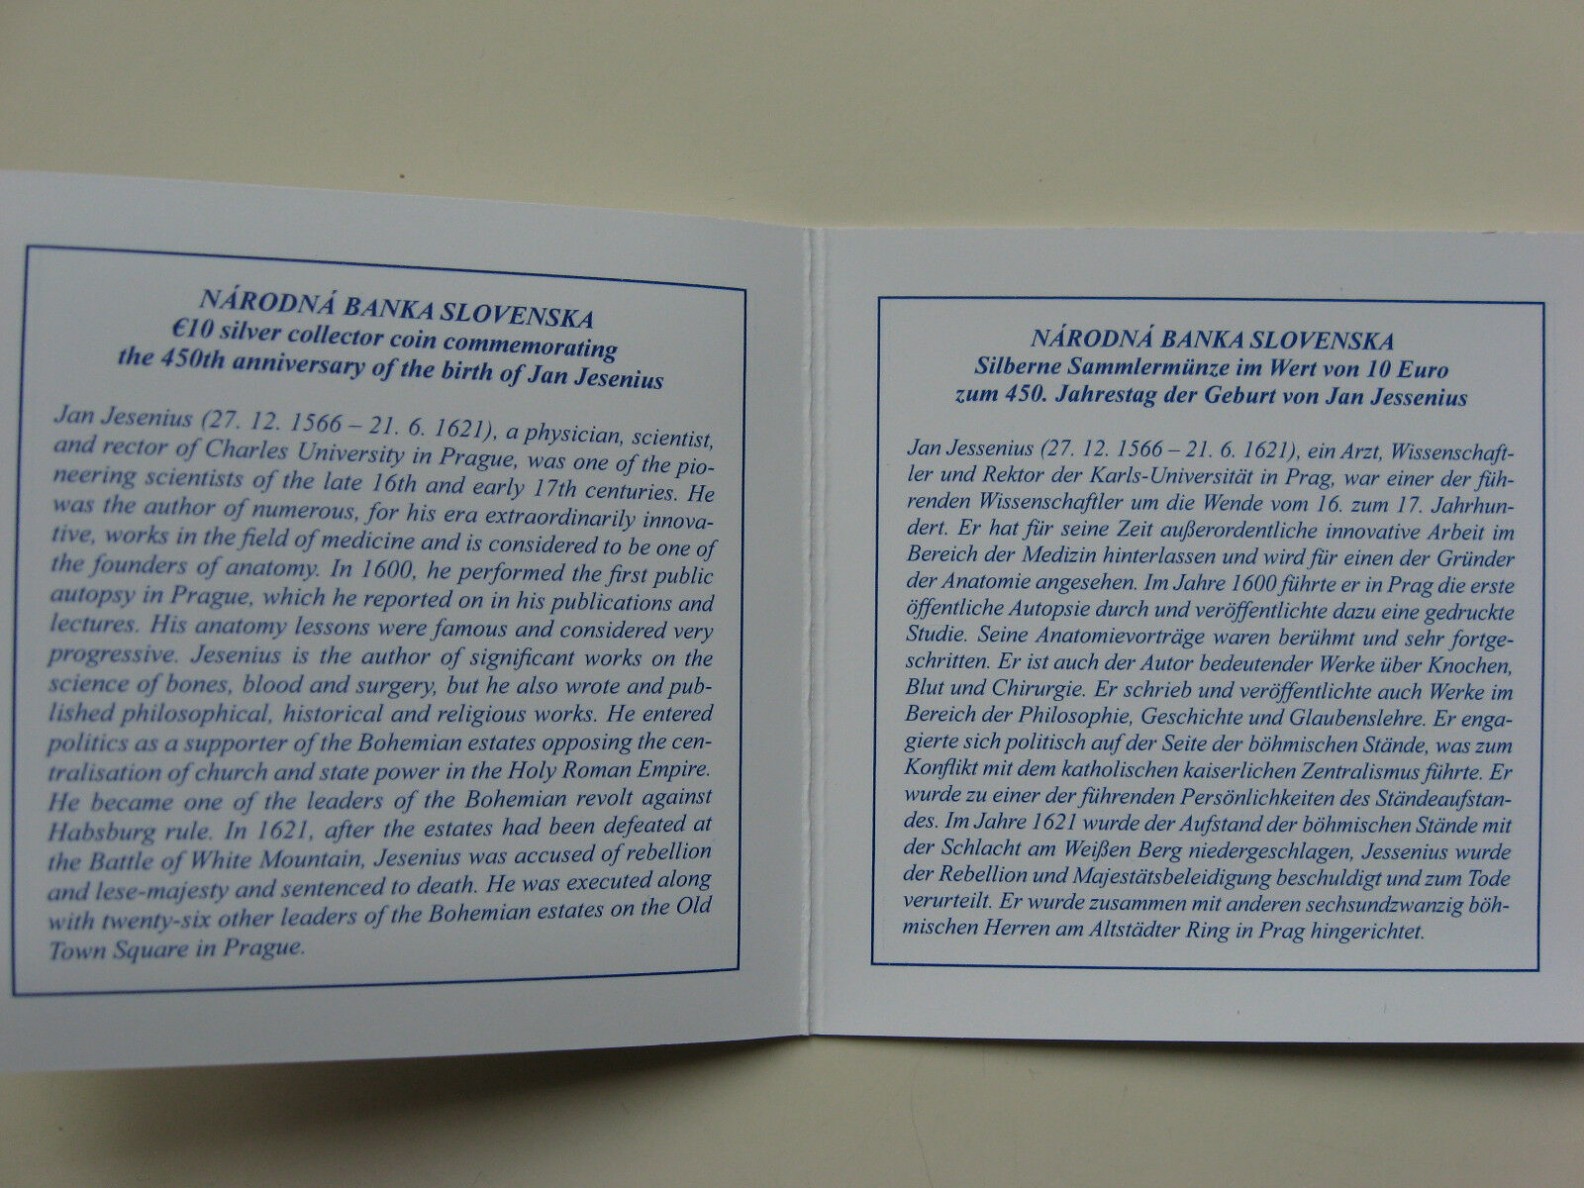 NÁRODNÁ BANKA SLOVENSKA
€10 silver collector coin commemorating
the 450th anniversary of the birth of Jan Jesenius
Jan Jesenius (27. 12. 1566 – 21. 6. 1621), a physician, scientist,
and rector of Charles University in Prague, was one of the pio-
neering scientists of the late 16th and early 17th centuries. He
was the author of numerous, for his era extraordinarily innova-
tive, works in the field of medicine and is considered to be one of
the founders of anatomy. In 1600, he performed the first public
autopsy in Prague, which he reported on in his publications and
lectures. His anatomy lessons were famous and considered very
progressive. Jesenius is the author of significant works on the
science of bones, blood and surgery, but he also wrote and pub-
lished philosophical, historical and religious works. He entered
politics as a supporter of the Bohemian estates opposing the cen-
tralisation of church and state power in the Holy Roman Empire.
He became one of the leaders of the Bohemian revolt against
Habsburg rule. In 1621, after the estates had been defeated at
the Battle of White Mountain, Jesenius was accused of rebellion
and lese-majesty and sentenced to death. He was executed along
with twenty-six other leaders of the Bohemian estates on the Old
Town Square in Prague.
NÁRODNÁ BANKA SLOVENSKA
Silberne Sammlermünze im Wert von 10 Euro
zum 450. Jahrestag der Geburt von Jan Jessenius
Jan Jessenius (27. 12. 1566 – 21. 6. 1621), ein Arzt, Wissenschaft-
ler und Rektor der Karls-Universität in Prag, war einer der füh-
renden Wissenschaftler um die Wende vom 16. zum 17. Jahrhun-
dert. Er hat für seine Zeit außerordentliche innovative Arbeit im
Bereich der Medizin hinterlassen und wird für einen der Gründer
der Anatomie angesehen. Im Jahre 1600 führte er in Prag die erste
öffentliche Autopsie durch und veröffentlichte dazu eine gedruckte
Studie. Seine Anatomievorträge waren berühmt und sehr fortge-
schritten. Er ist auch der Autor bedeutender Werke über Knochen,
Blut und Chirurgie. Er schrieb und veröffentlichte auch Werke im
Bereich der Philosophie, Geschichte und Glaubenslehre. Er enga-
gierte sich politisch auf der Seite der böhmischen Stände, was zum
Konflikt mit dem katholischen kaiserlichen Zentralismus führte. Er
wurde zu einer der führenden Persönlichkeiten des Ständeaufstan-
des. Im Jahre 1621 wurde der Aufstand der böhmischen Stände mit
der Schlacht am Weißen Berg niedergeschlagen, Jessenius wurde
der Rebellion und Majestätsbeleidigung beschuldigt und zum Tode
verurteilt. Er wurde zusammen mit anderen sechsundzwanzig böh-
mischen Herren am Altstädter Ring in Prag hingerichtet.